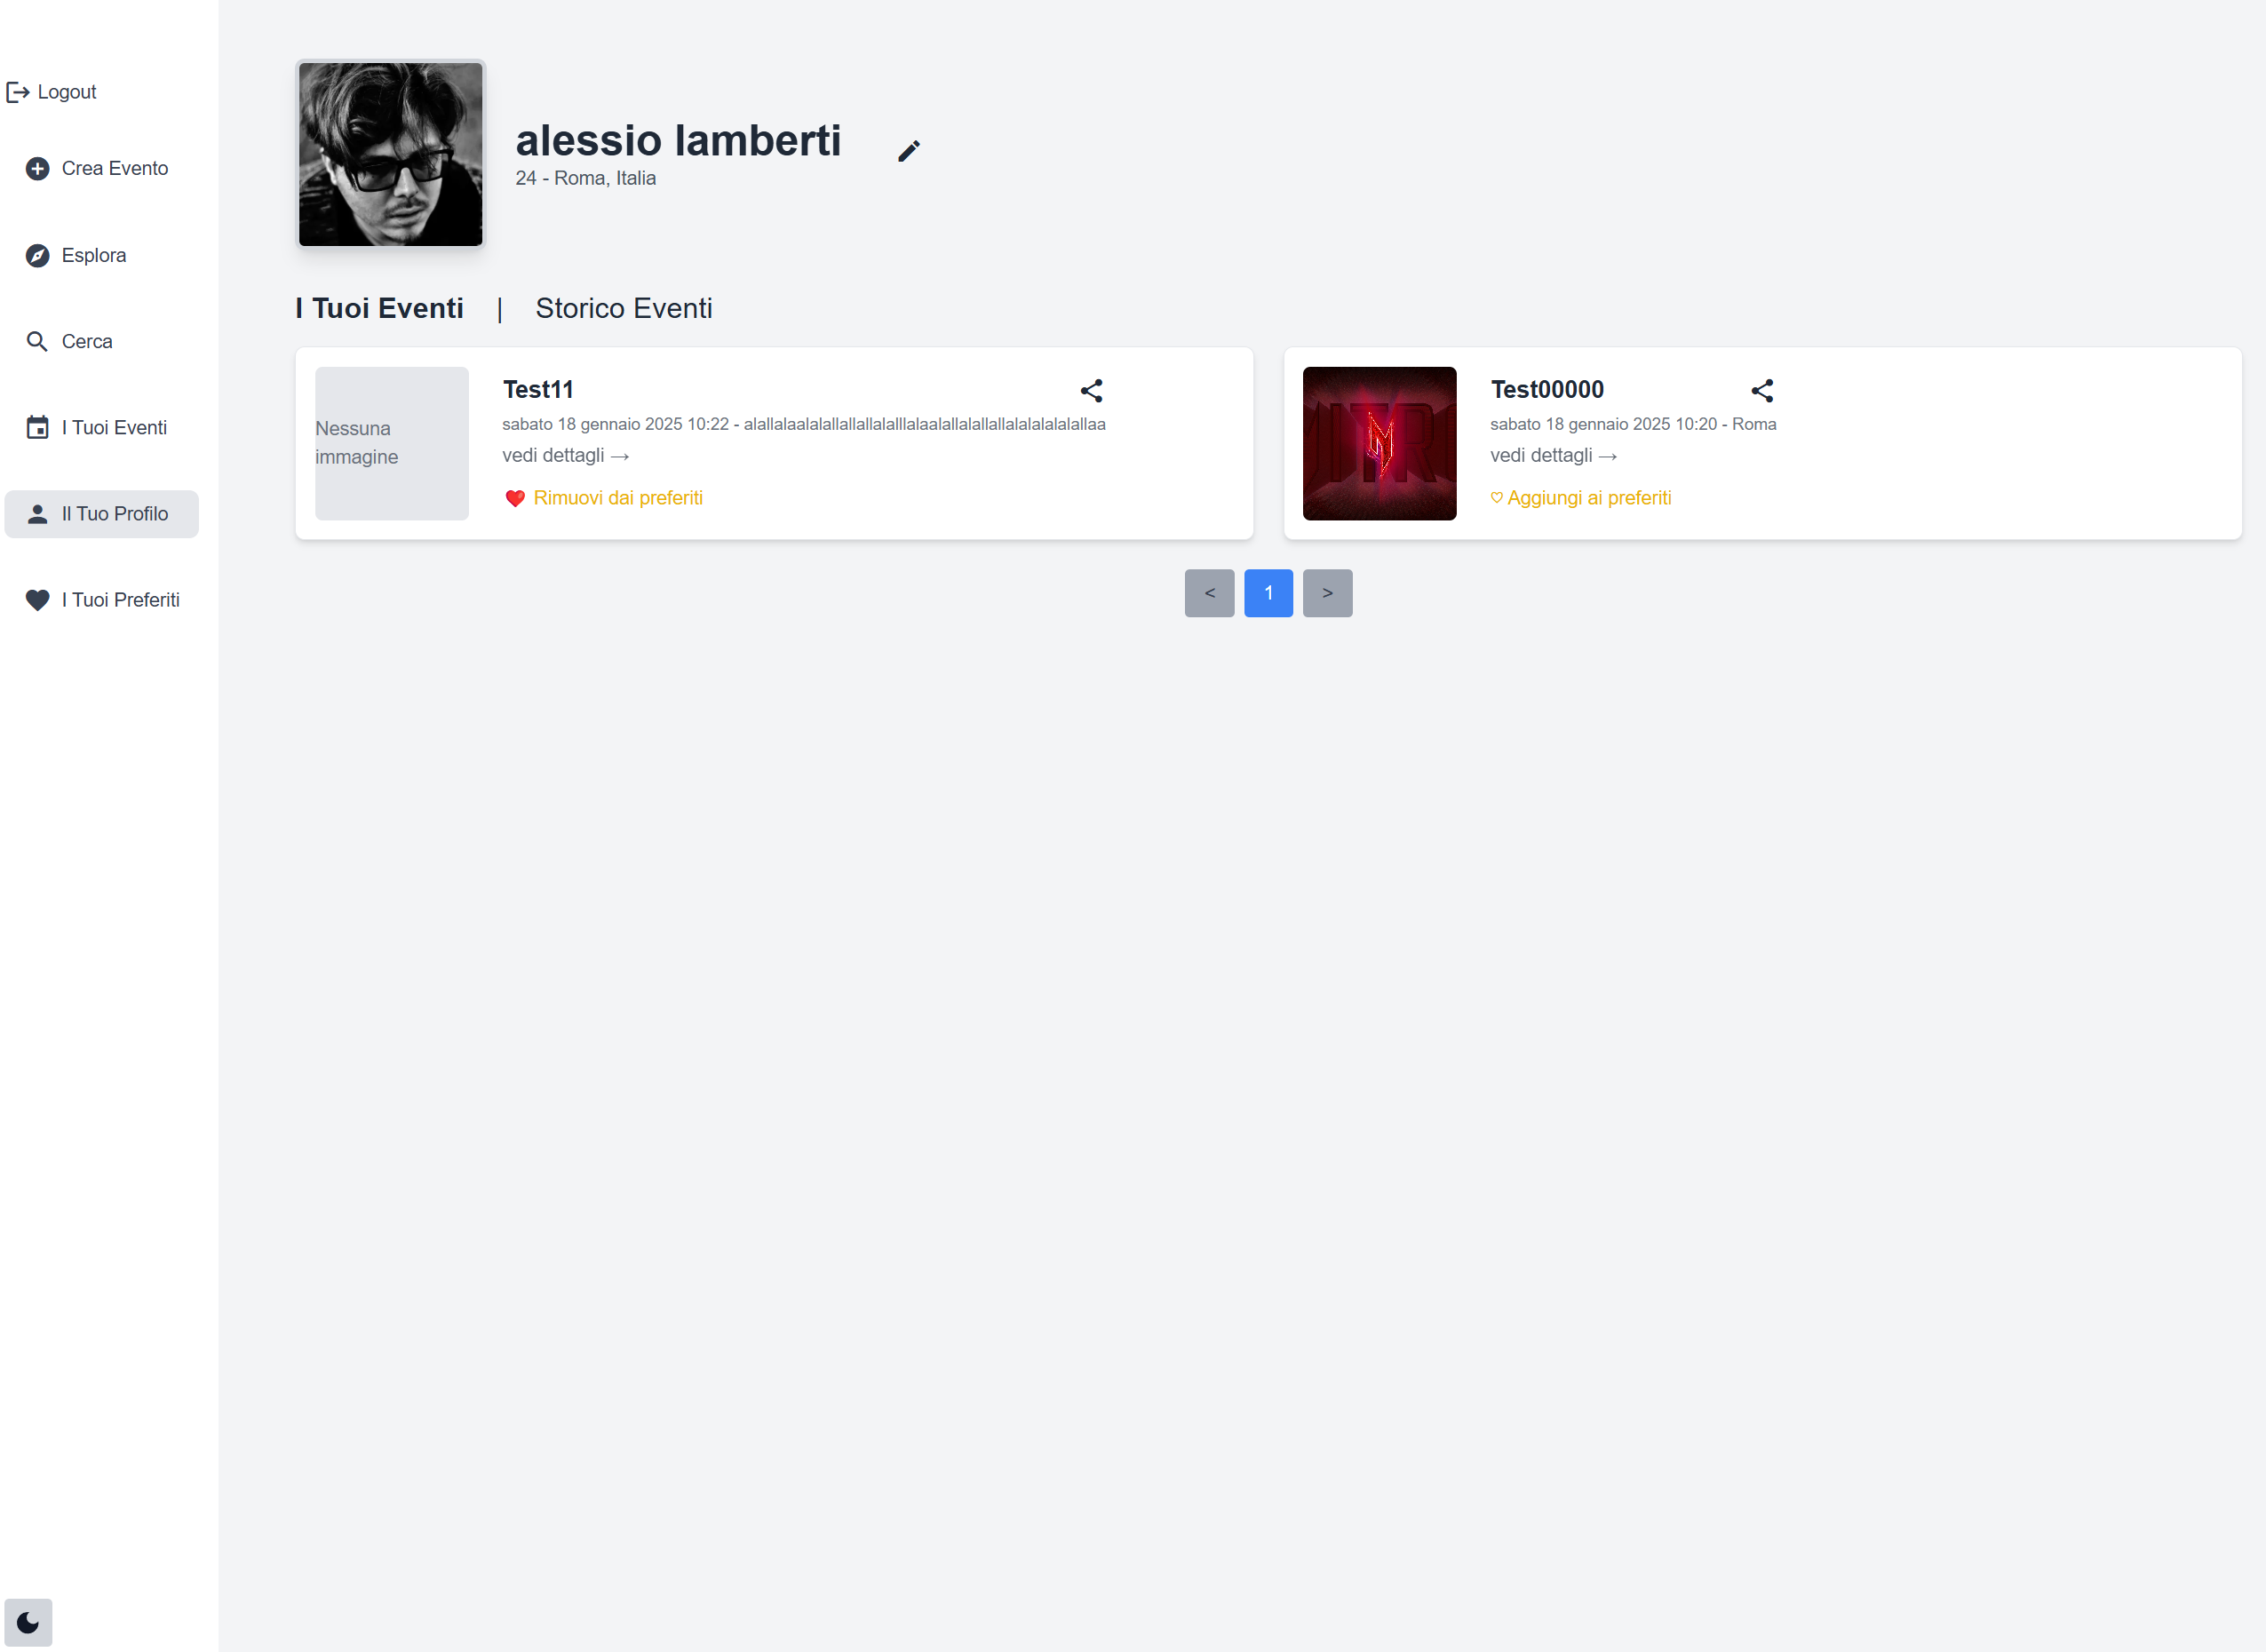 Logout
Crea Evento
Esplora
Cerca
I Tuoi Eventi
Il Tuo Profilo
I Tuoi Preferiti
alessio lamberti
24 - Roma, Italia
I Tuoi Eventi | Storico Eventi
Nessuna
immagine
Test11
sabato 18 gennaio 2025 10:22 - alallalaalalallallallalalllalaalallalallallalalalalalallaa
vedi dettagli →
❤️ Rimuovi dai preferiti
Test00000
sabato 18 gennaio 2025 10:20 - Roma
vedi dettagli →
♡ Aggiungi ai preferiti
< 1 >